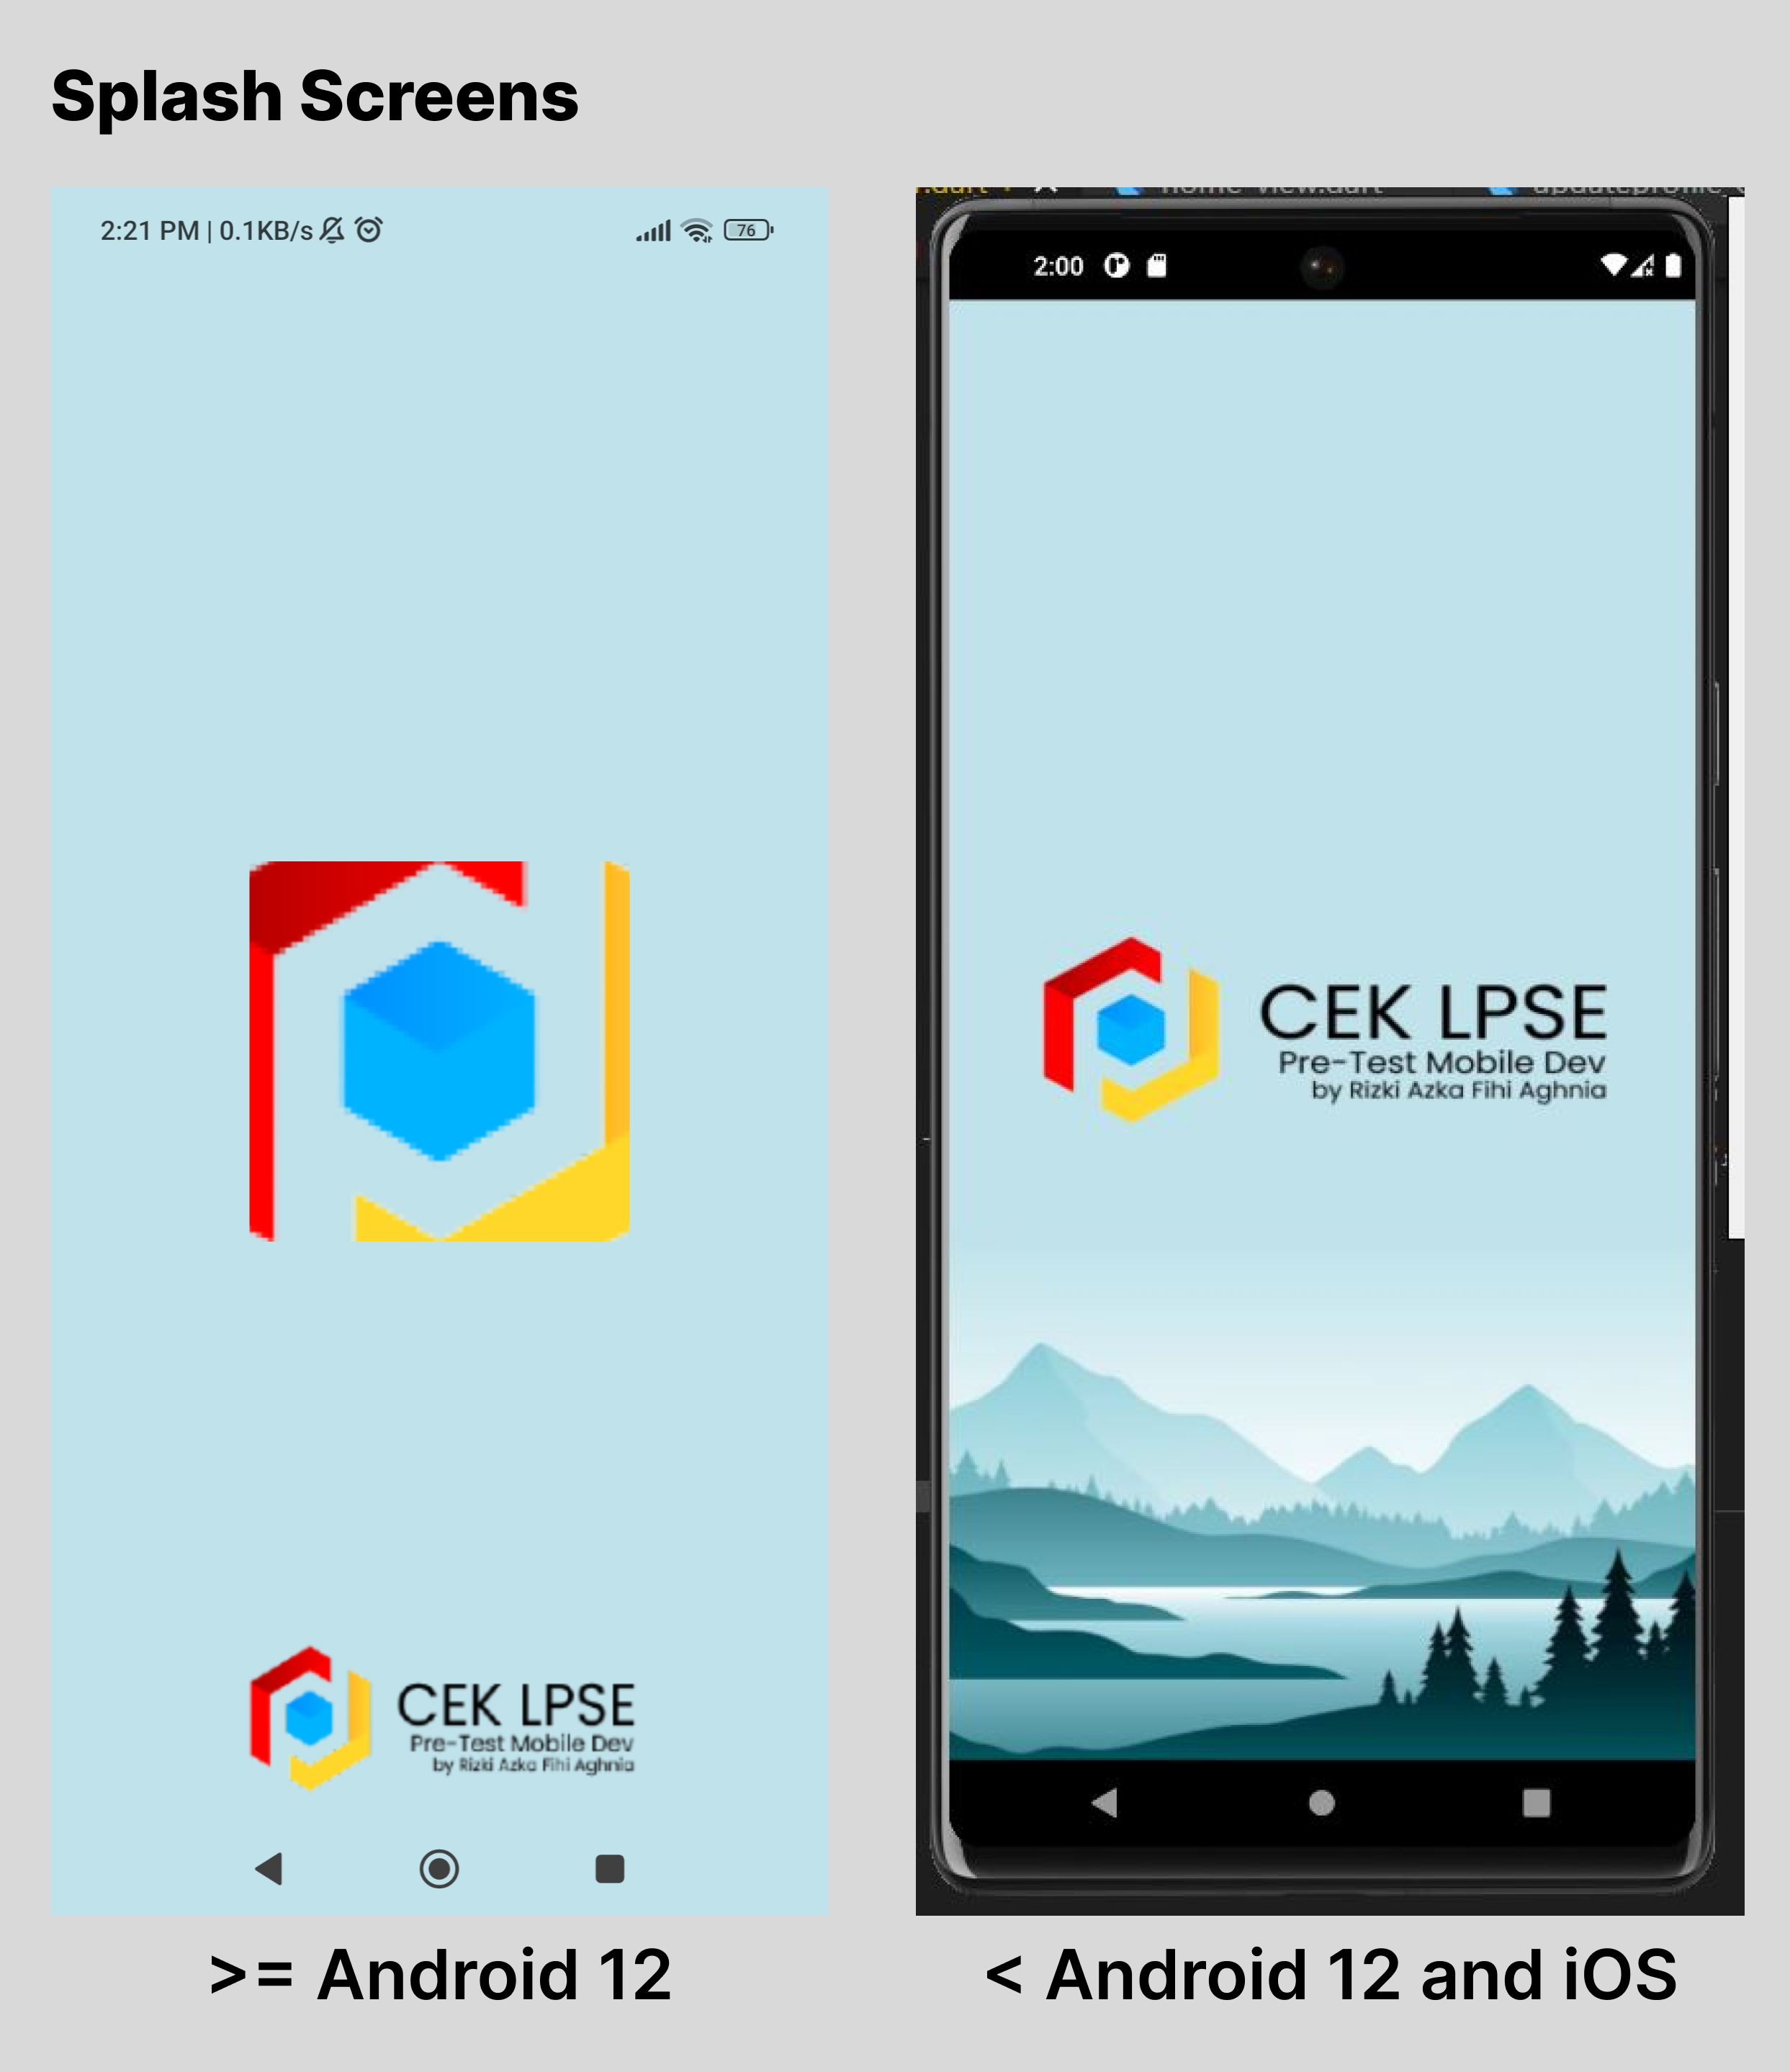 Splash Screens
2:21 PM | 0.1KB/s
76
CEK LPSE
Pre-Test Mobile Dev
by Rizki Azka Fihi Aghnia
>= Android 12
home_view.dart
2:00
CEK LPSE
Pre-Test Mobile Dev
by Rizki Azka Fihi Aghnia
< Android 12 and iOS